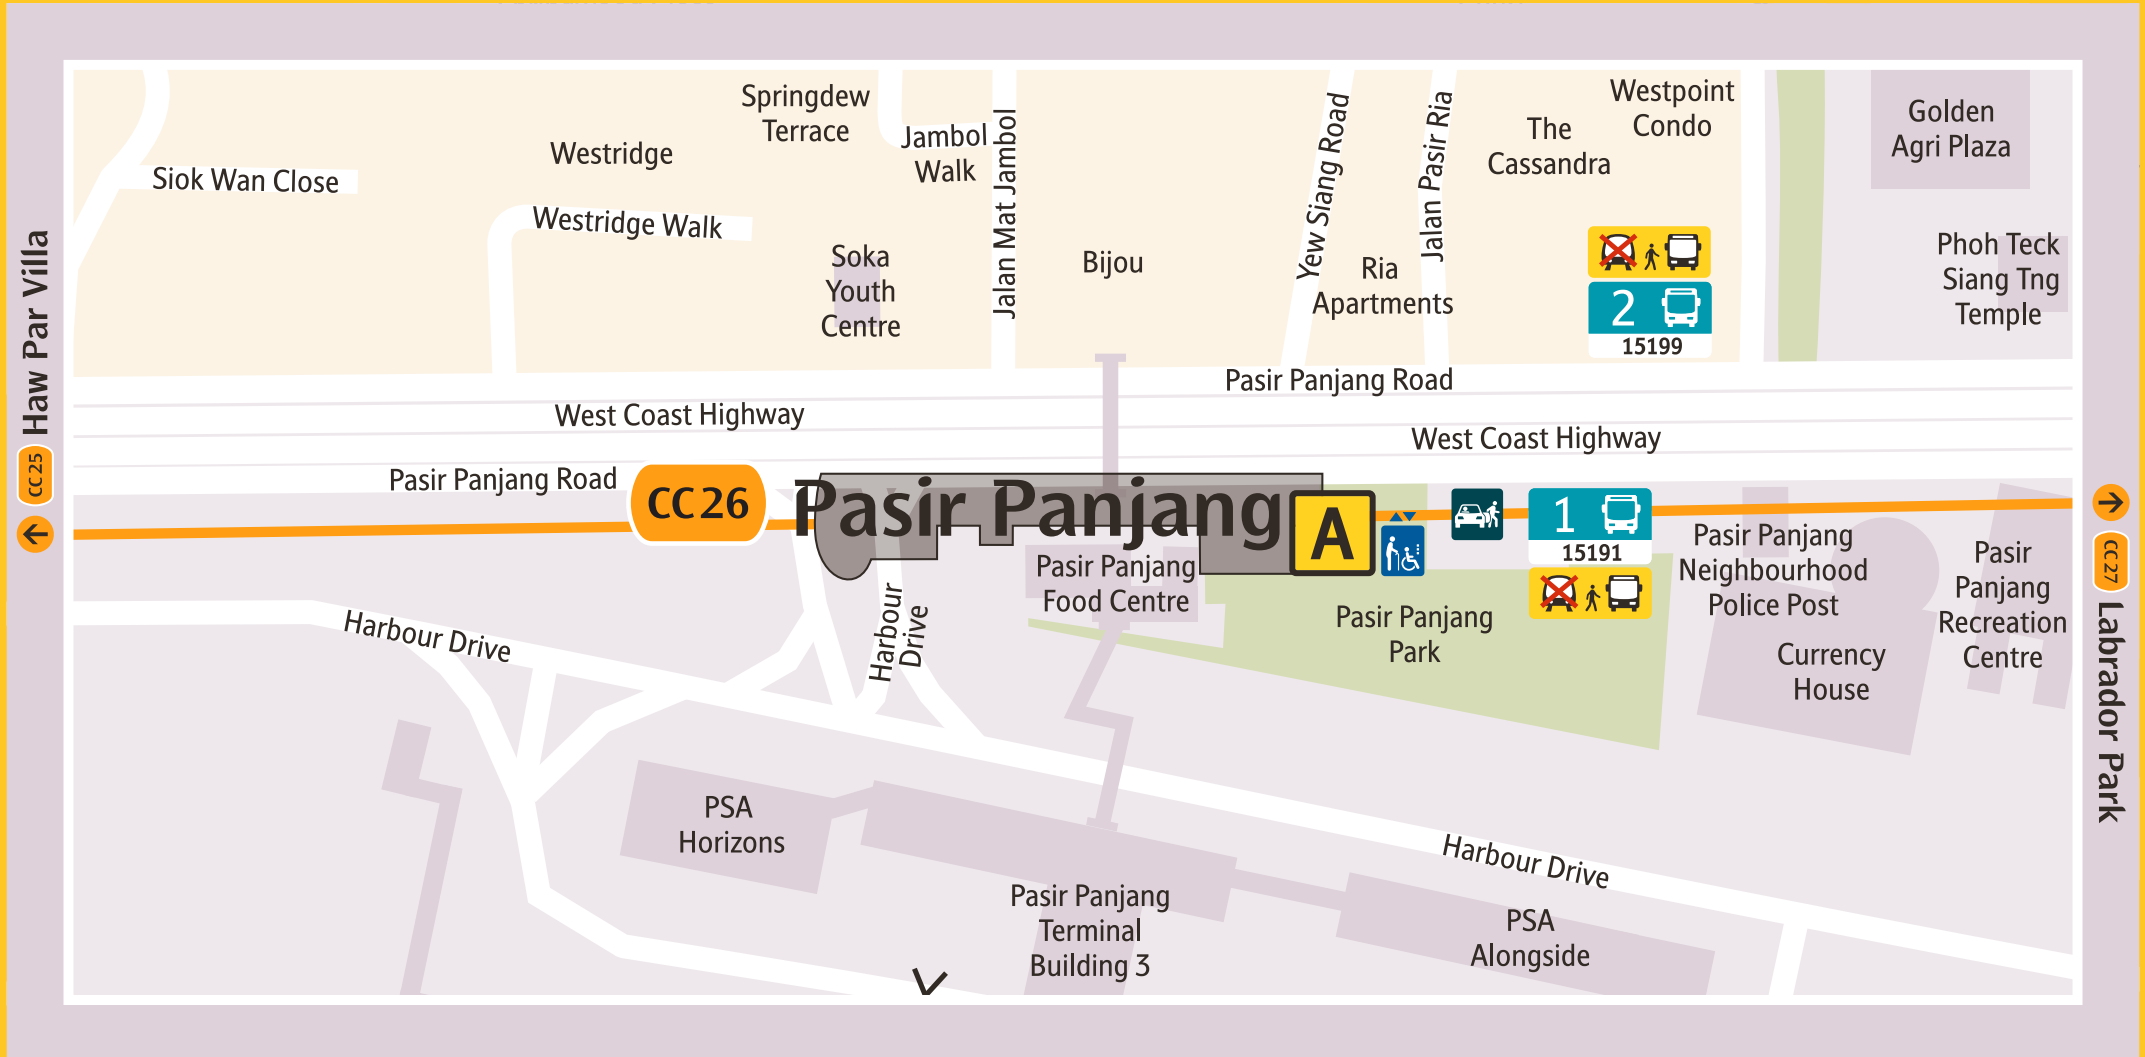 Springdew
Terrace
Westridge
Siok Wan Close
Westridge Walk
Jambol
Walk
Jalan Mat Jambol
Soka
Youth
Centre
Bijou
Yew Siang Road
Jalan Pasir Ria
Ria
Apartments
The
Cassandra
Westpoint
Condo
Golden
Agri Plaza
Phoh Teck
Siang Tng
Temple
2
15199
Haw Par Villa
CC25
Pasir Panjang Road
West Coast Highway
West Coast Highway
Pasir Panjang Road
CC26
Pasir Panjang
A
1
15191
Pasir Panjang
Food Centre
Pasir Panjang
Park
Pasir Panjang
Neighbourhood
Police Post
Currency
House
Pasir
Panjang
Recreation
Centre
CC27
Labrador Park
Harbour Drive
Harbour
Drive
PSA
Horizons
Pasir Panjang
Terminal
Building 3
Harbour Drive
PSA
Alongside